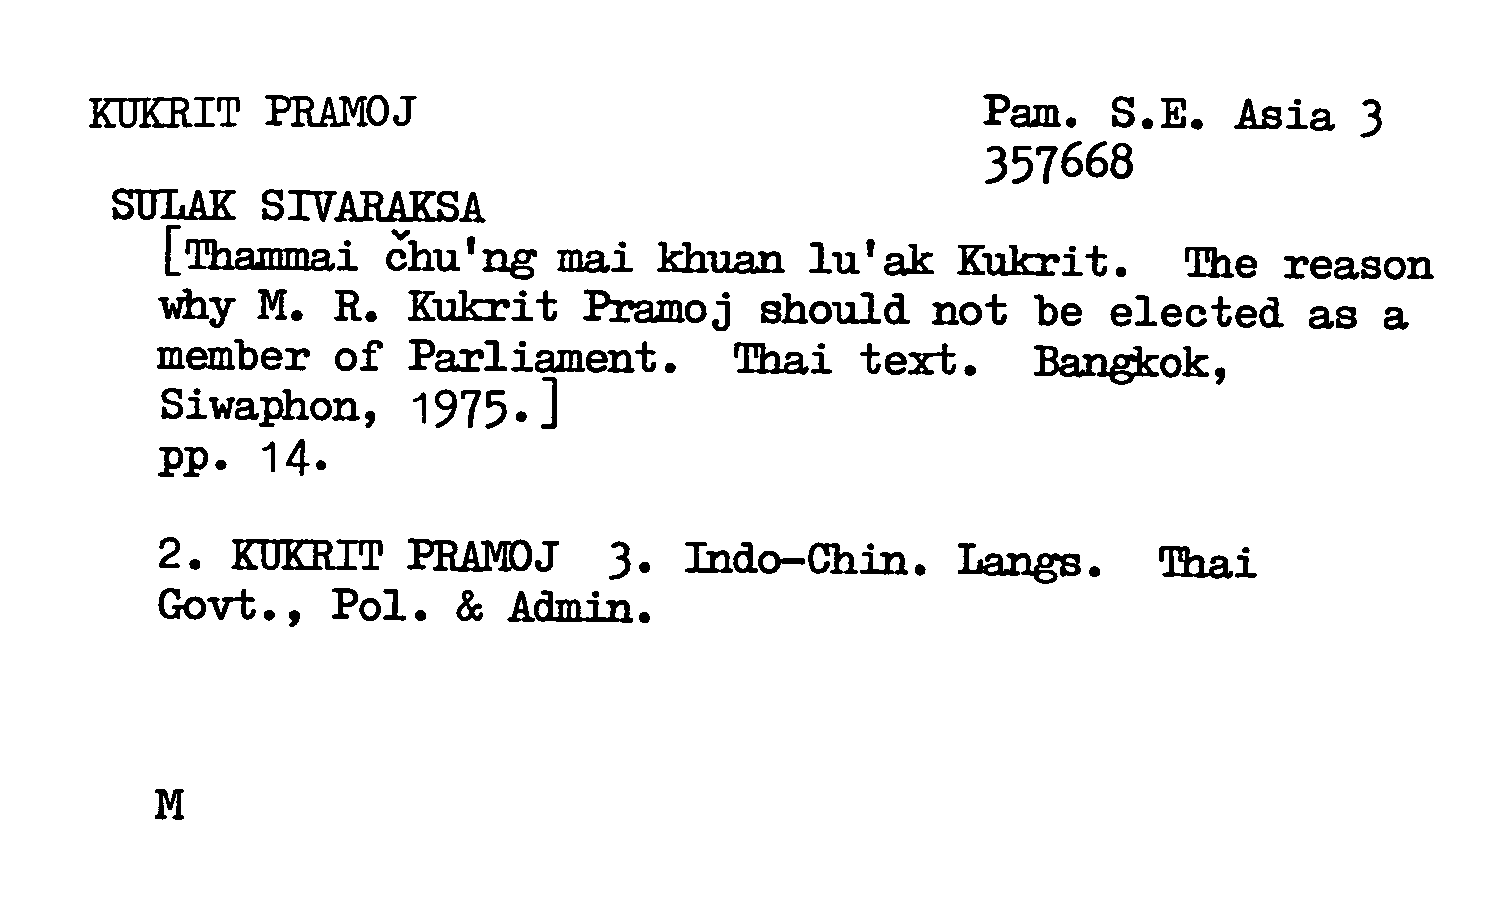 KUKRIT PRAMOJ
Pam. S.E. Asia 3
357668
SULAK SIVARAKSA
[Thammai čhu'ng mai khuan lu'ak Kukrit. The reason
why M. R. Kukrit Pramoj should not be elected as a
member of Parliament. Thai text. Bangkok,
Siwaphon, 1975.]
pp. 14.
2. KUKRIT PRAMOJ 3. Indo-Chin. Langs. Thai
Govt., Pol. & Admin.
M